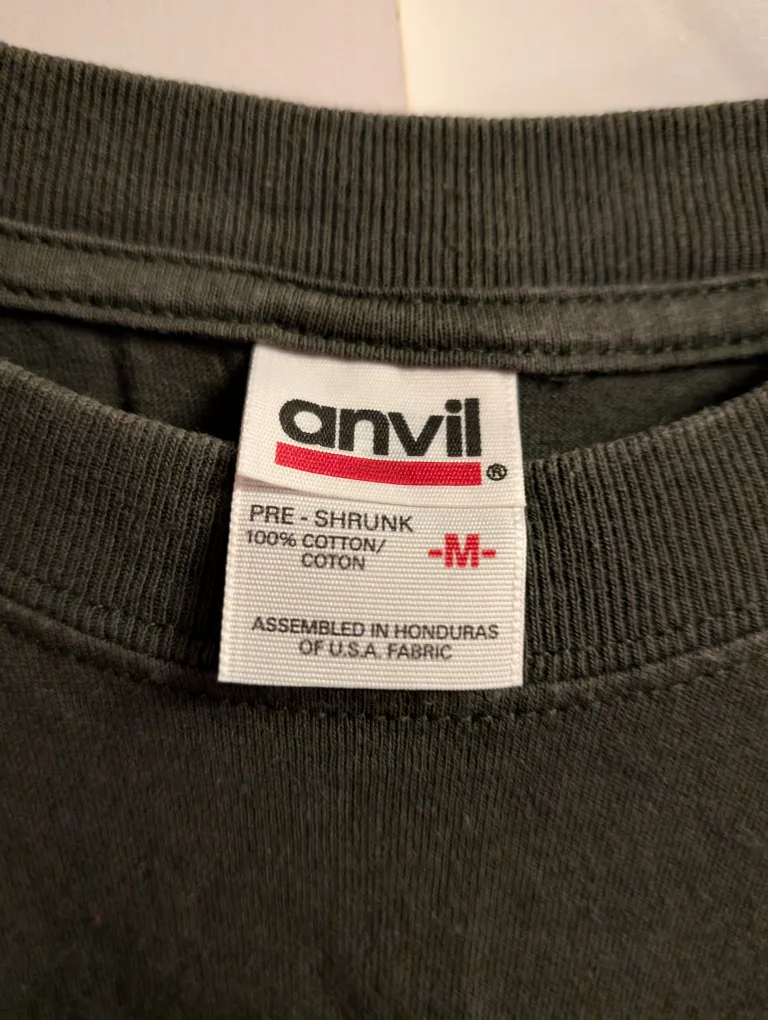 anvil®
PRE - SHRUNK
100% COTTON/
COTON
-M-
ASSEMBLED IN HONDURAS
OF U.S.A. FABRIC